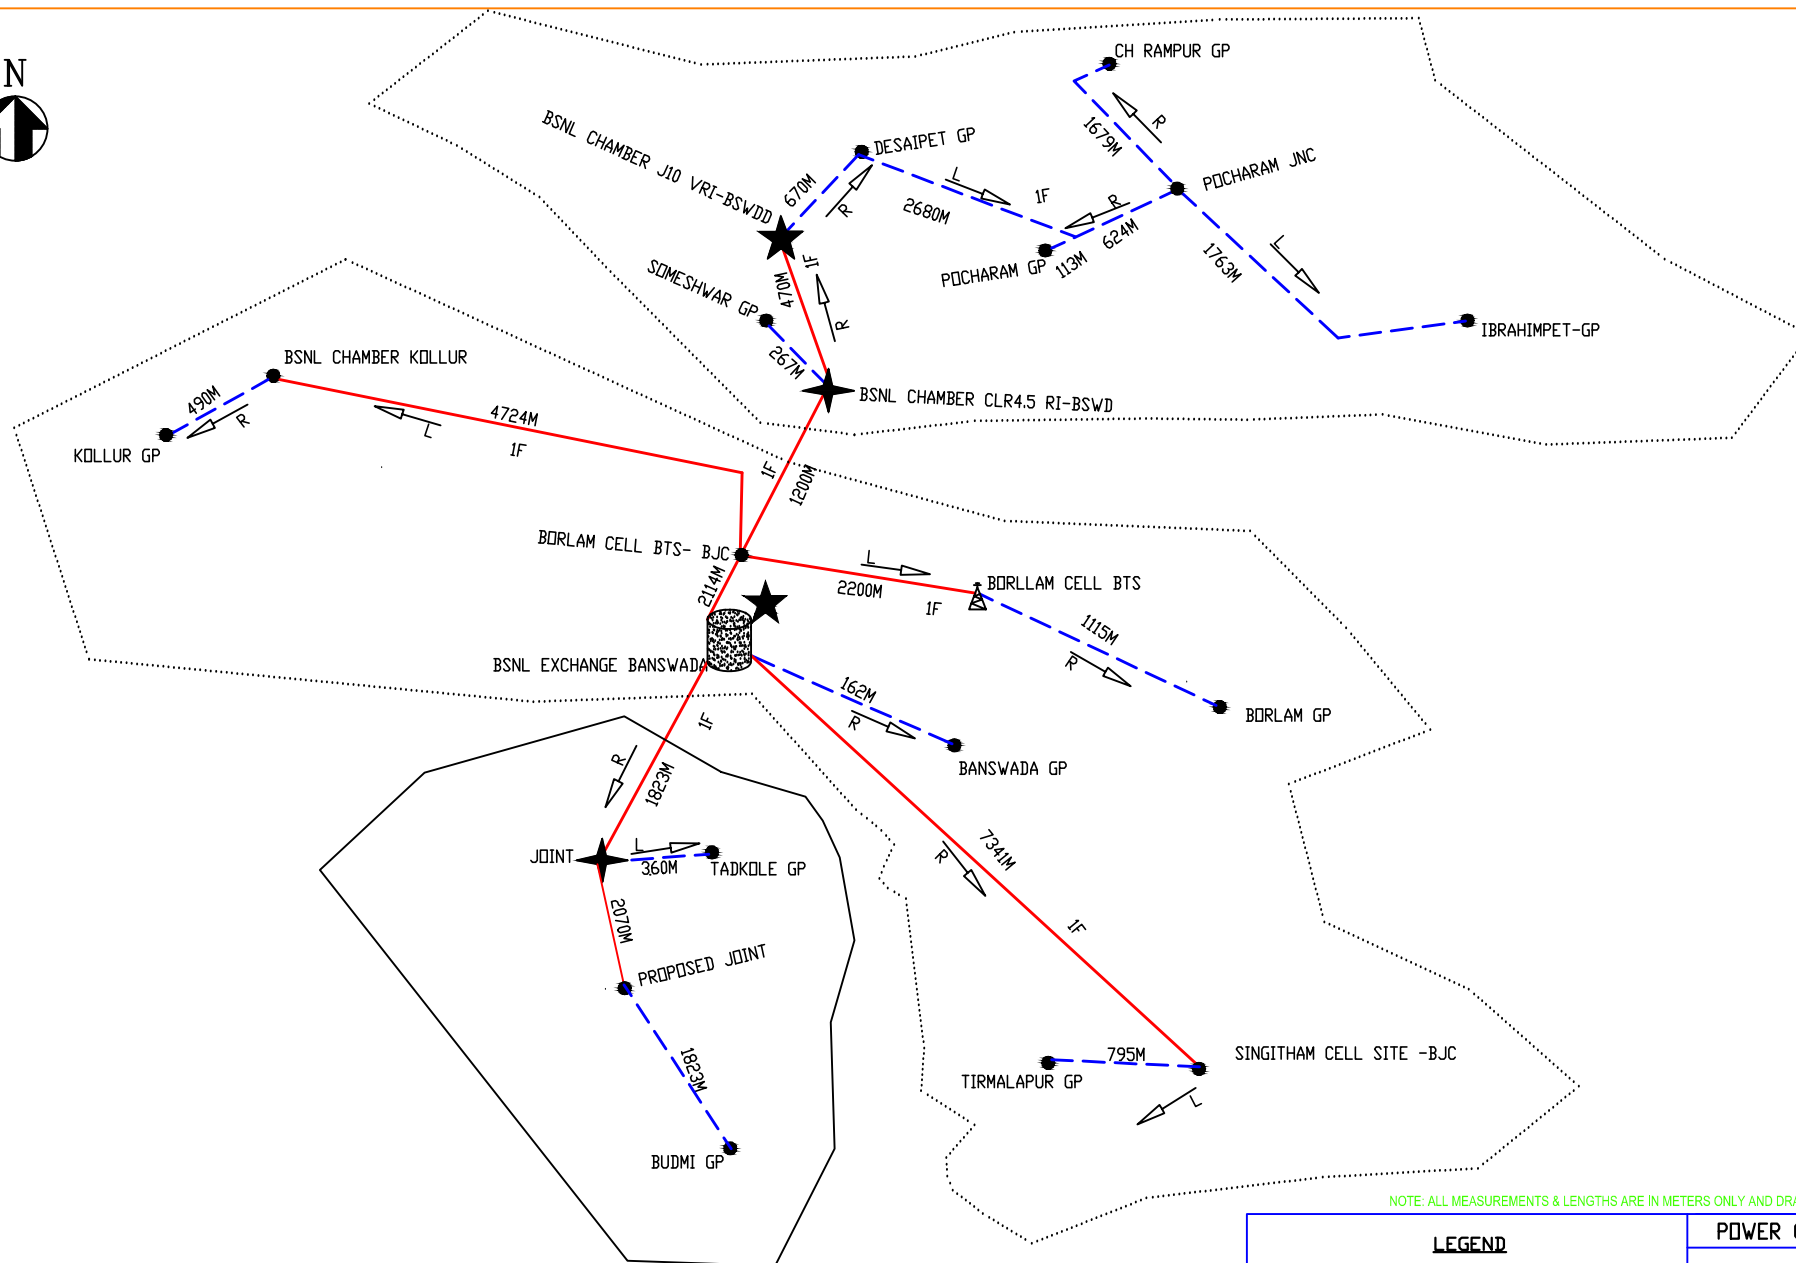 N
CH RAMPUR GP
BSNL CHAMBER J10 VRI-BSWDD
DESAIPET GP
1679M
R
POCHARAM JNC
670M
R
L
2680M
1F
R
624M
113M
POCHARAM GP
1763M
L
IBRAHIMPET-GP
SOMESHWAR GP
470M
1F
R
267M
BSNL CHAMBER CLR4.5 RI-BSWD
BSNL CHAMBER KOLLUR
490M
R
KOLLUR GP
4724M
L
1F
1F
1200M
BORLAM CELL BTS- BJC
2114M
L
2200M
1F
BORLLAM CELL BTS
1115M
R
BORLAM GP
BSNL EXCHANGE BANSWADA
162M
R
BANSWADA GP
1F
R
1823M
7341M
R
1F
JOINT
L
360M
TADKOLE GP
2070M
PROPOSED JOINT
1823M
BUDMI GP
795M
TIRMALAPUR GP
SINGITHAM CELL SITE -BJC
L
NOTE: ALL MEASUREMENTS & LENGTHS ARE IN METERS ONLY AND DRA
LEGEND
POWER